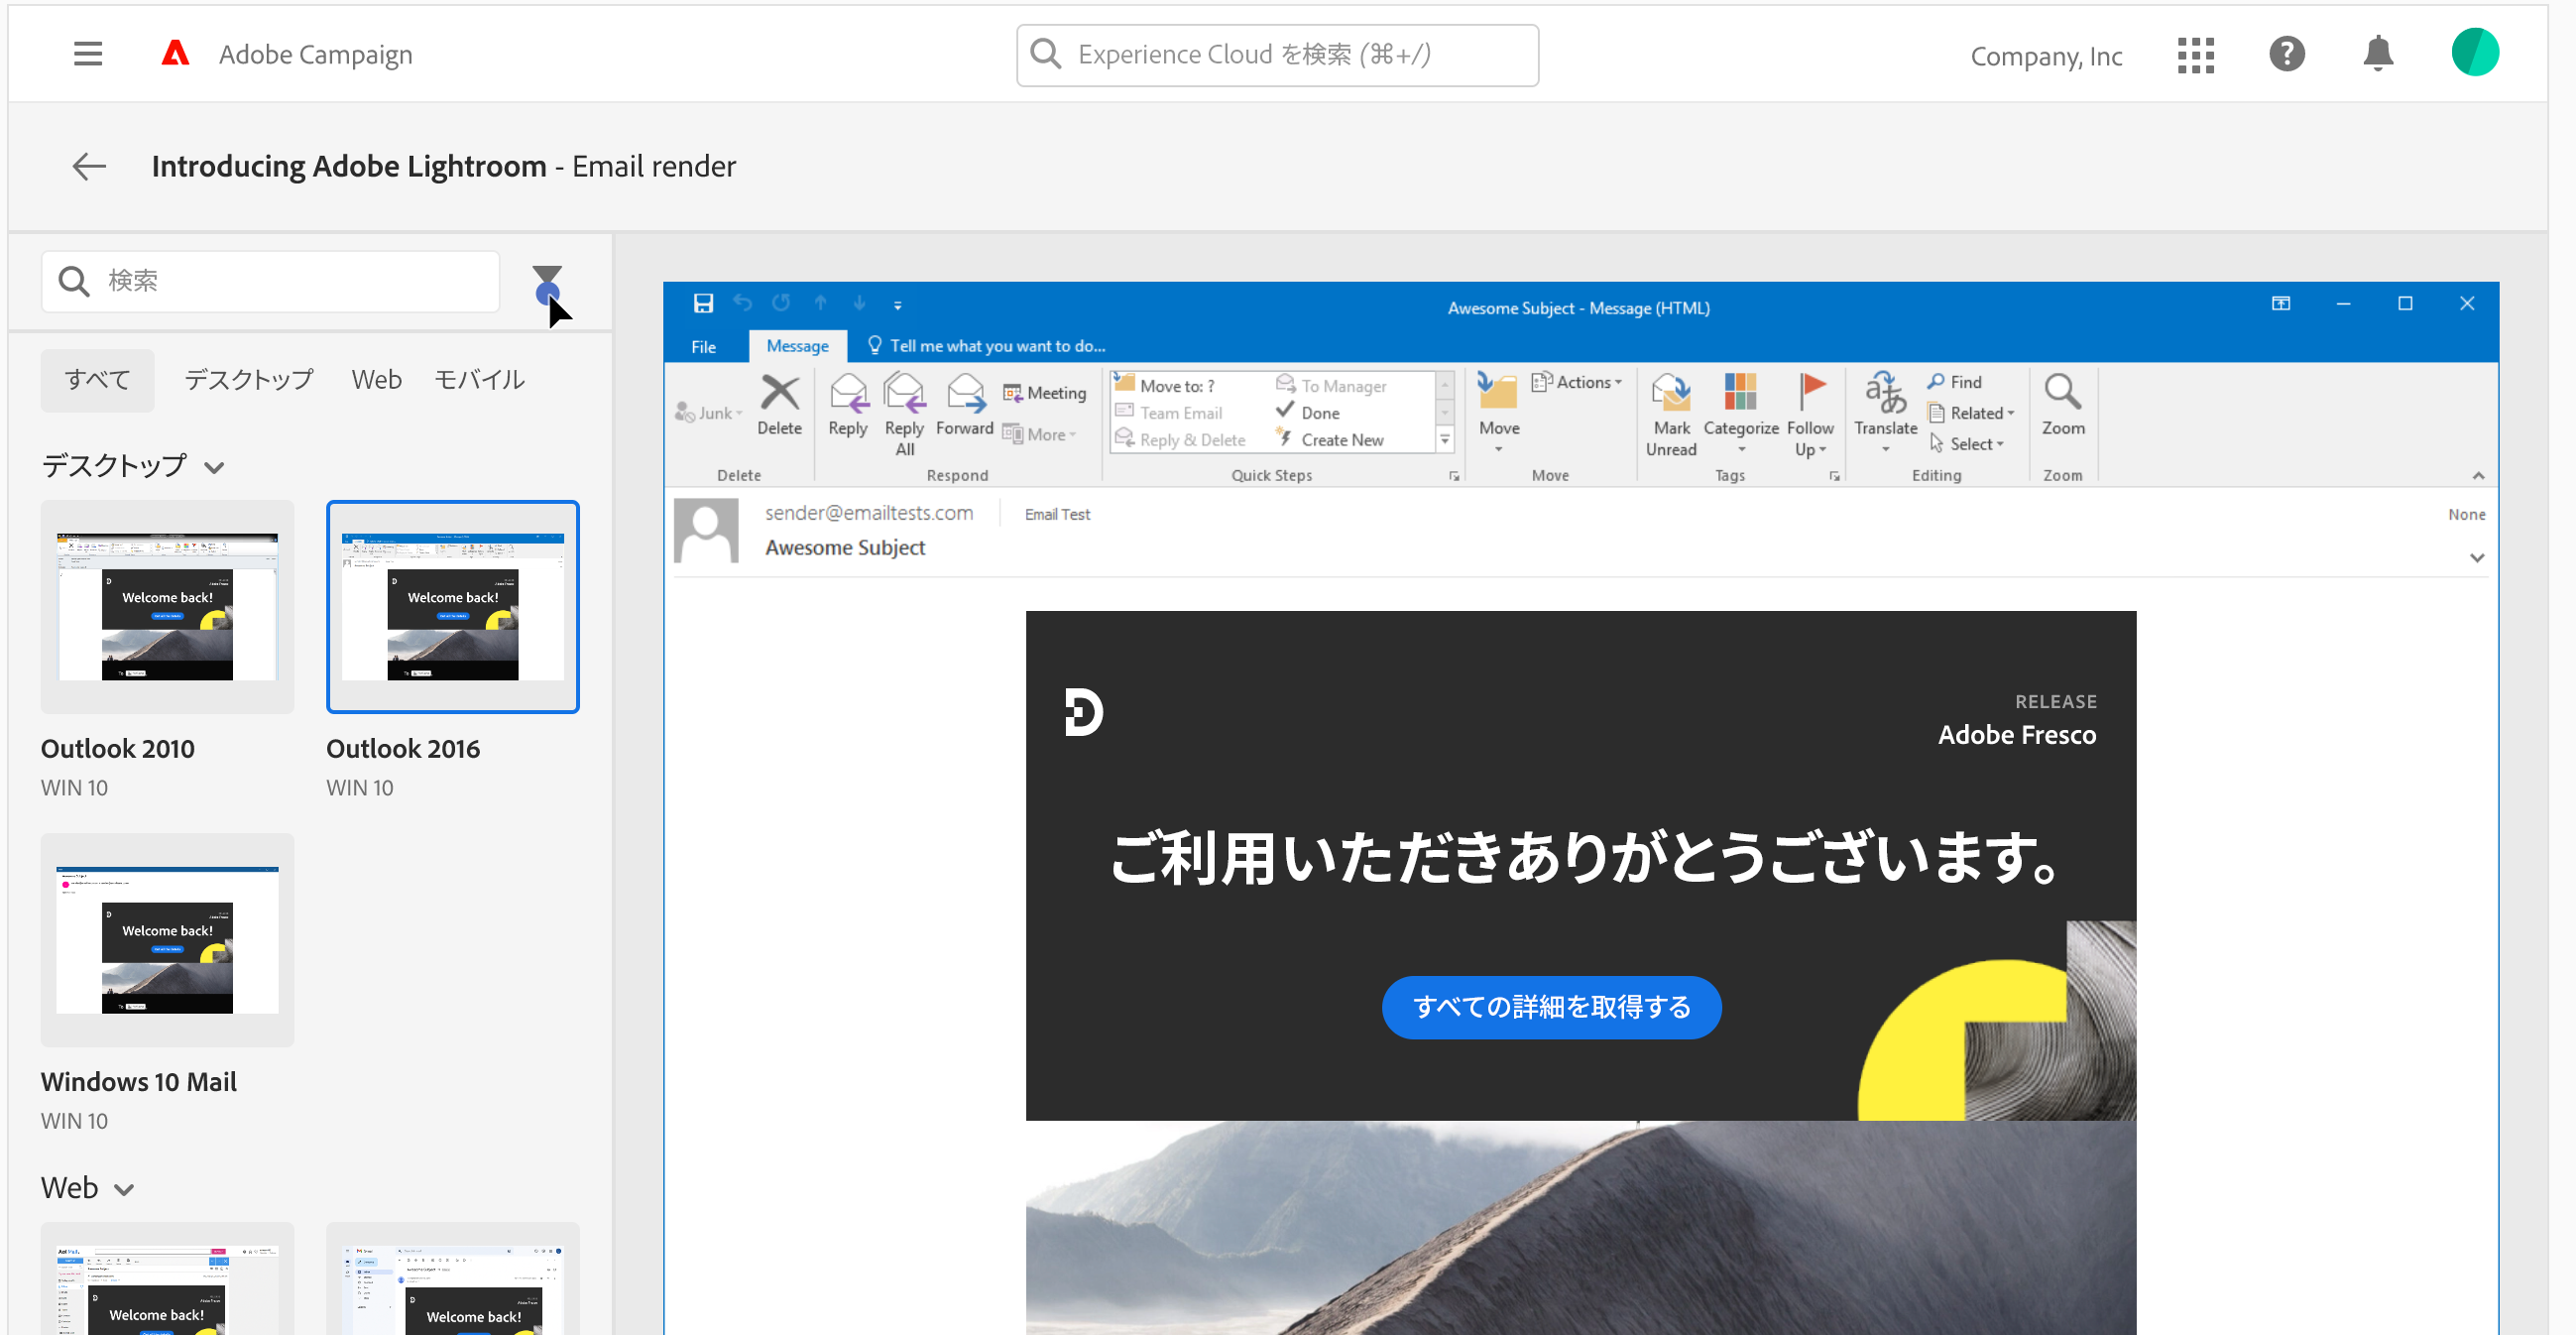 Adobe Campaign
Experience Cloud を検索 (⌘+/)
Company, Inc
Introducing Adobe Lightroom - Email render
検索
すべて デスクトップ Web モバイル
デスクトップ
Welcome back!
Welcome back!
Outlook 2010
WIN 10
Outlook 2016
WIN 10
Welcome back!
Windows 10 Mail
WIN 10
Web
Welcome back!
Welcome back!
Awesome Subject - Message (HTML)
File Message Tell me what you want to do...
Junk
Delete
Delete
Reply
Reply All
Forward
Meeting
More
Respond
Move to: ?
Team Email
Reply & Delete
To Manager
Done
Create New
Quick Steps
Move
Actions
Move
Mark Unread
Categorize
Follow Up
Tags
Translate
Find
Related
Select
Editing
Zoom
Zoom
sender@emailtests.com Email Test None
Awesome Subject
RELEASE
Adobe Fresco
ご利用いただきありがとうございます。
すべての詳細を取得する